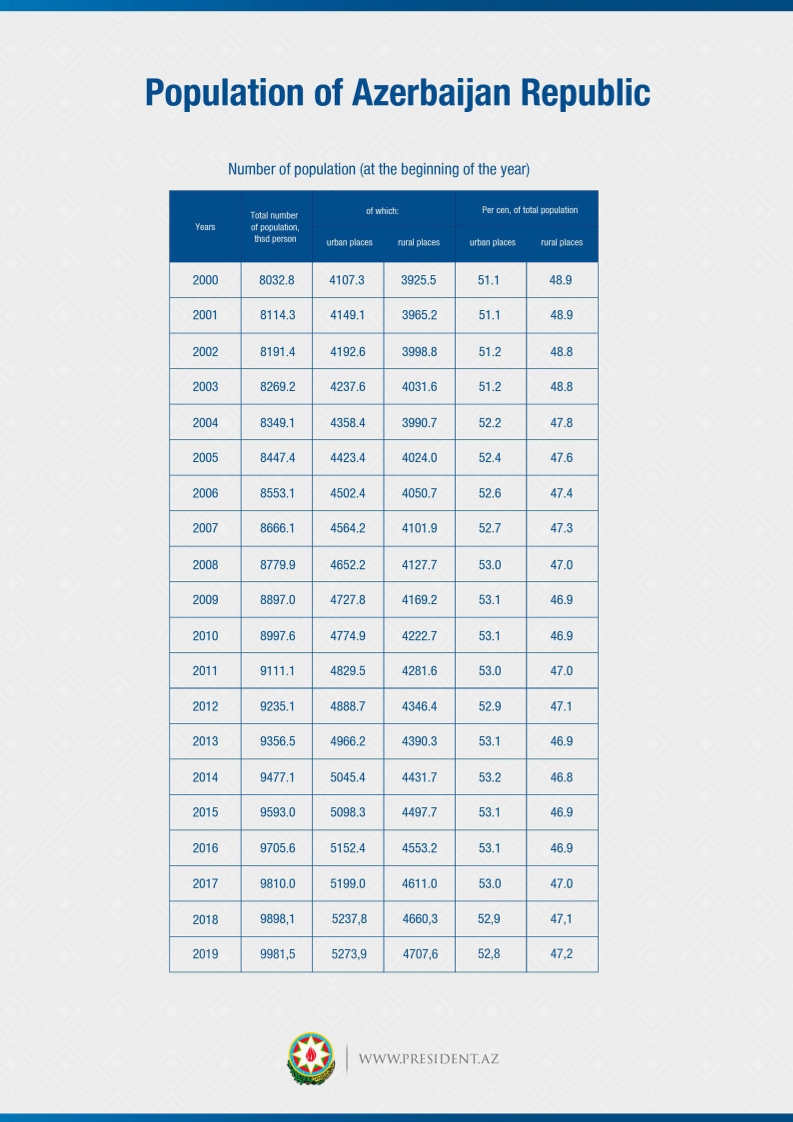 Population of Azerbaijan Republic
Number of population (at the beginning of the year)
Years Total number of population, thsd person of which: Per cen, of total population
urban places rural places urban places rural places
2000 8032.8 4107.3 3925.5 51.1 48.9
2001 8114.3 4149.1 3965.2 51.1 48.9
2002 8191.4 4192.6 3998.8 51.2 48.8
2003 8269.2 4237.6 4031.6 51.2 48.8
2004 8349.1 4358.4 3990.7 52.2 47.8
2005 8447.4 4423.4 4024.0 52.4 47.6
2006 8553.1 4502.4 4050.7 52.6 47.4
2007 8666.1 4564.2 4101.9 52.7 47.3
2008 8779.9 4652.2 4127.7 53.0 47.0
2009 8897.0 4727.8 4169.2 53.1 46.9
2010 8997.6 4774.9 4222.7 53.1 46.9
2011 9111.1 4829.5 4281.6 53.0 47.0
2012 9235.1 4888.7 4346.4 52.9 47.1
2013 9356.5 4966.2 4390.3 53.1 46.9
2014 9477.1 5045.4 4431.7 53.2 46.8
2015 9593.0 5098.3 4497.7 53.1 46.9
2016 9705.6 5152.4 4553.2 53.1 46.9
2017 9810.0 5199.0 4611.0 53.0 47.0
2018 9898,1 5237,8 4660,3 52,9 47,1
2019 9981,5 5273,9 4707,6 52,8 47,2
WWW.PRESIDENT.AZ